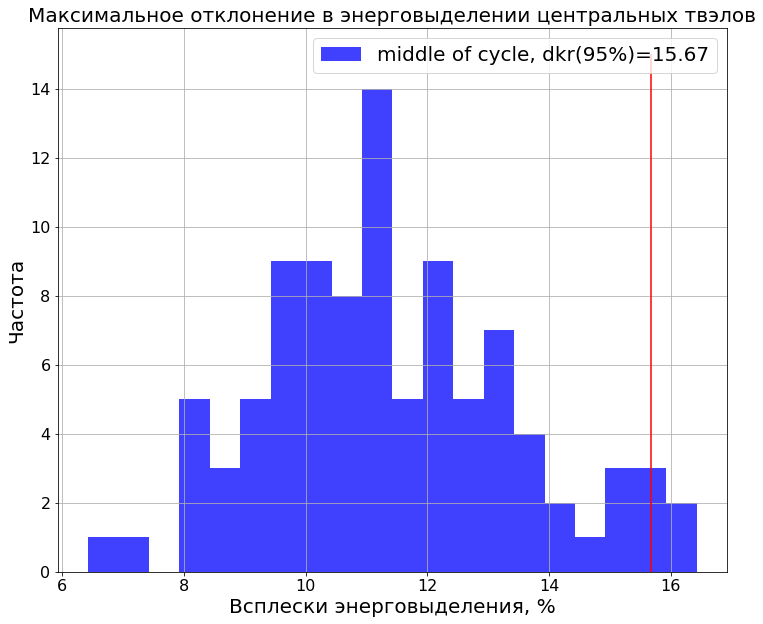 Максимальное отклонение в энерговыделении центральных твэлов
middle of cycle, dkr(95%)=15.67
14
12
10
8
6
4
2
0
Частота
6 8 10 12 14 16
Всплески энерговыделения, %